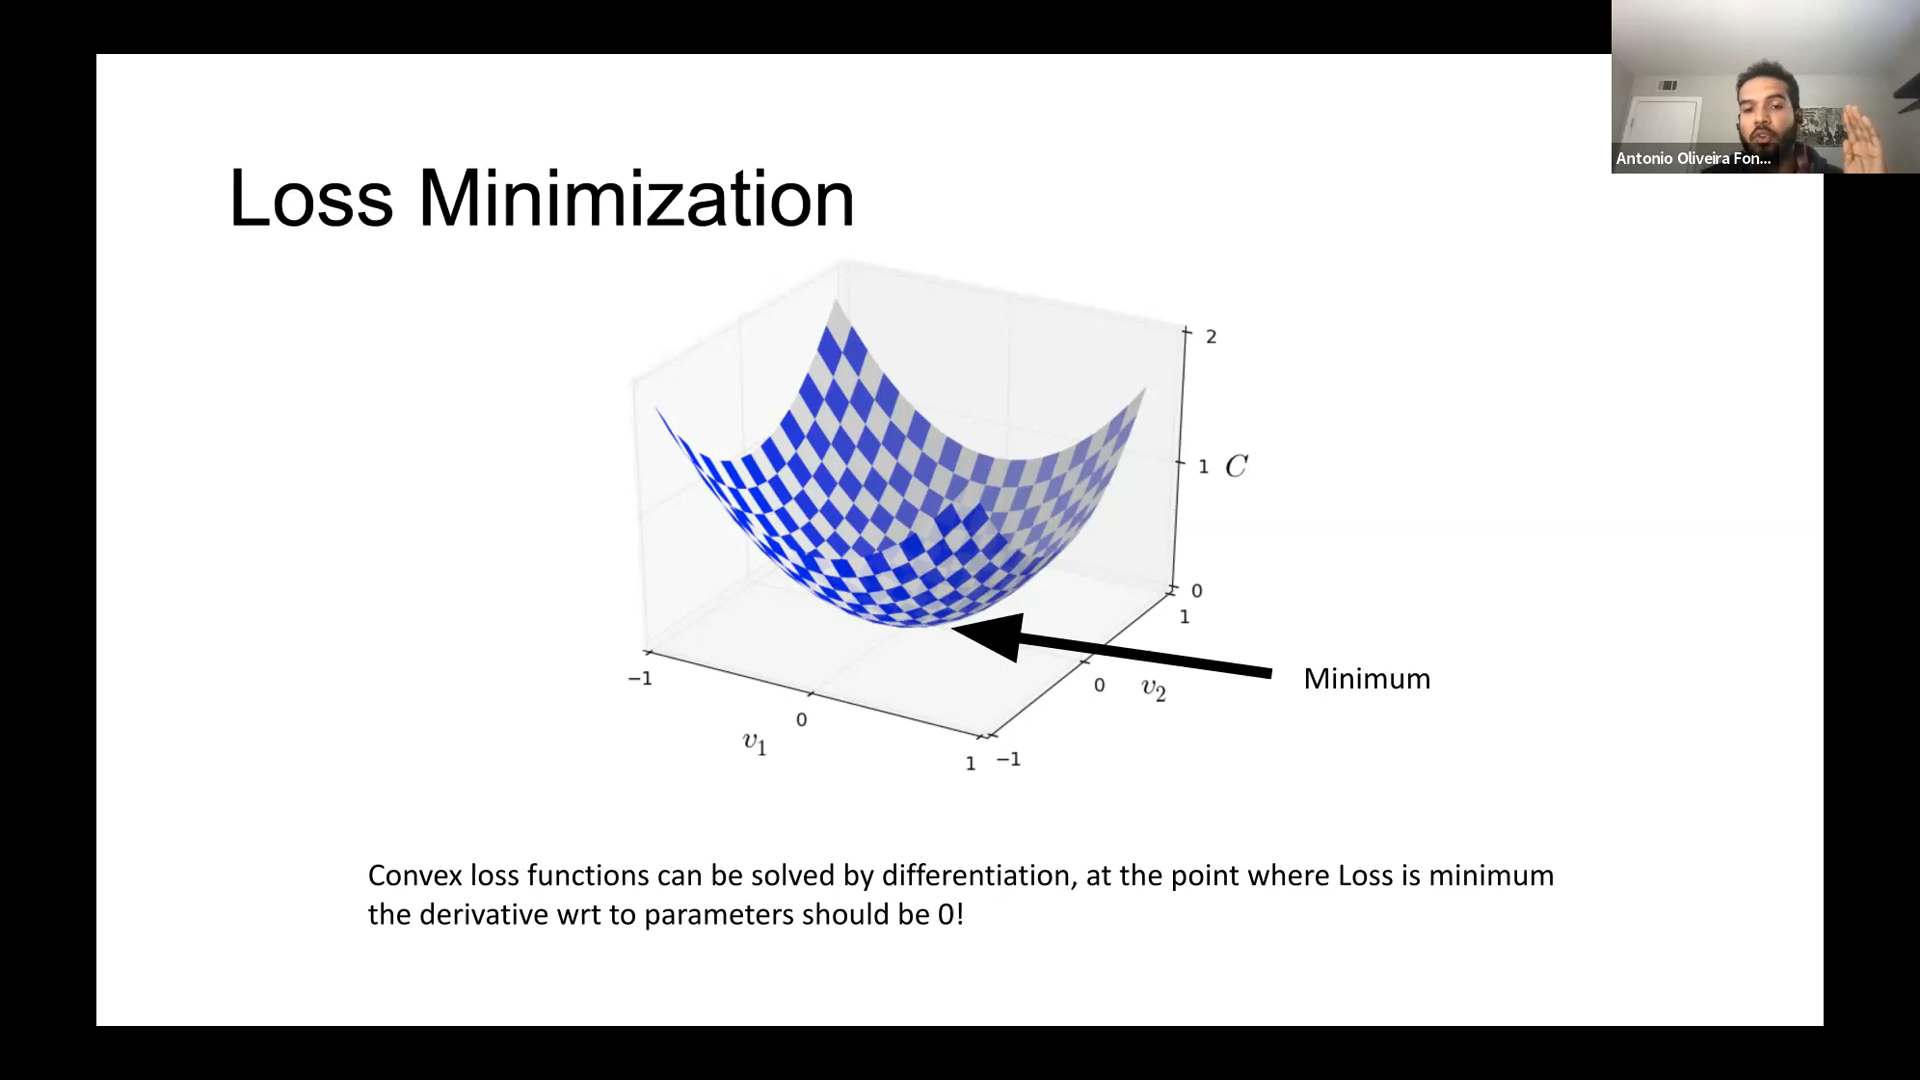 Antonio Oliveira Fon...
Loss Minimization
2
1 C
0
1
−1
0 v2
Minimum
0
v1
1 −1
Convex loss functions can be solved by differentiation, at the point where Loss is minimum
the derivative wrt to parameters should be 0!